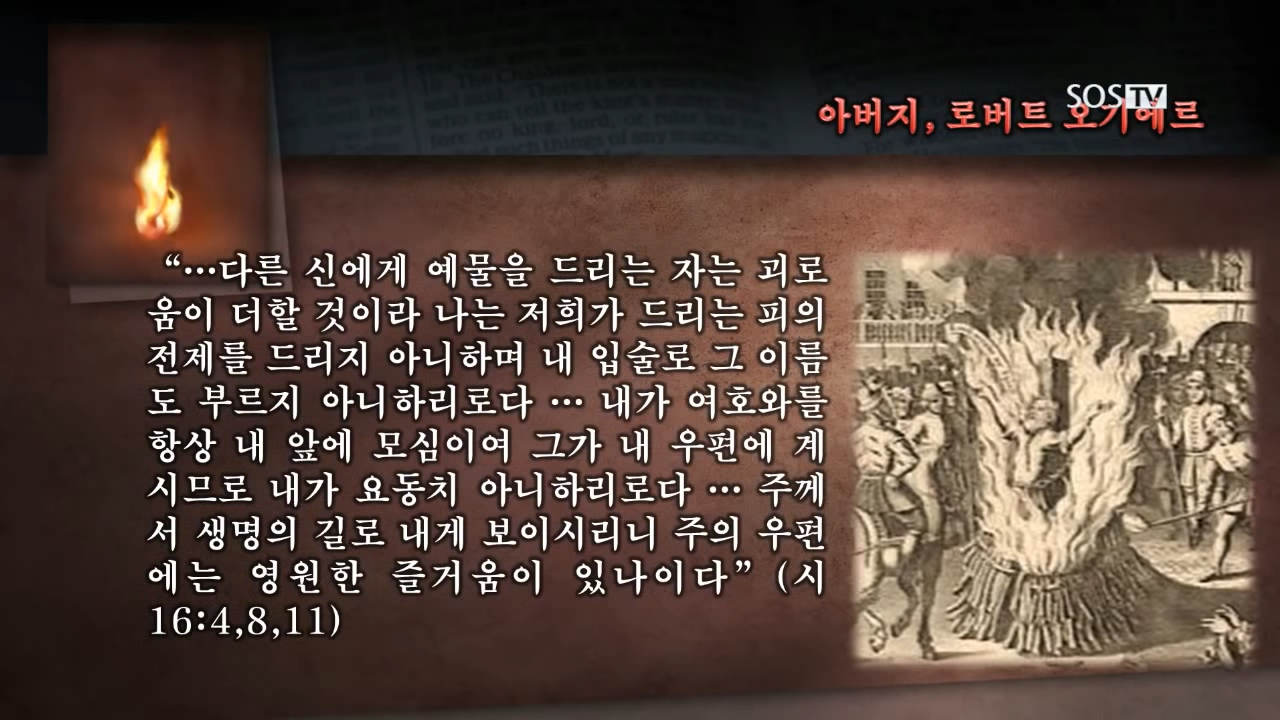 SOSTV
아버지, 로버트 오기에르
“…다른 신에게 예물을 드리는 자는 괴로
움이 더할 것이라 나는 저희가 드리는 피의
전제를 드리지 아니하며 내 입술로 그 이름
도 부르지 아니하리로다 … 내가 여호와를
항상 내 앞에 모심이여 그가 내 우편에 계
시므로 내가 요동치 아니하리로다 … 주께
서 생명의 길로 내게 보이시리니 주의 우편
에는 영원한 즐거움이 있나이다” (시
16:4,8,11)